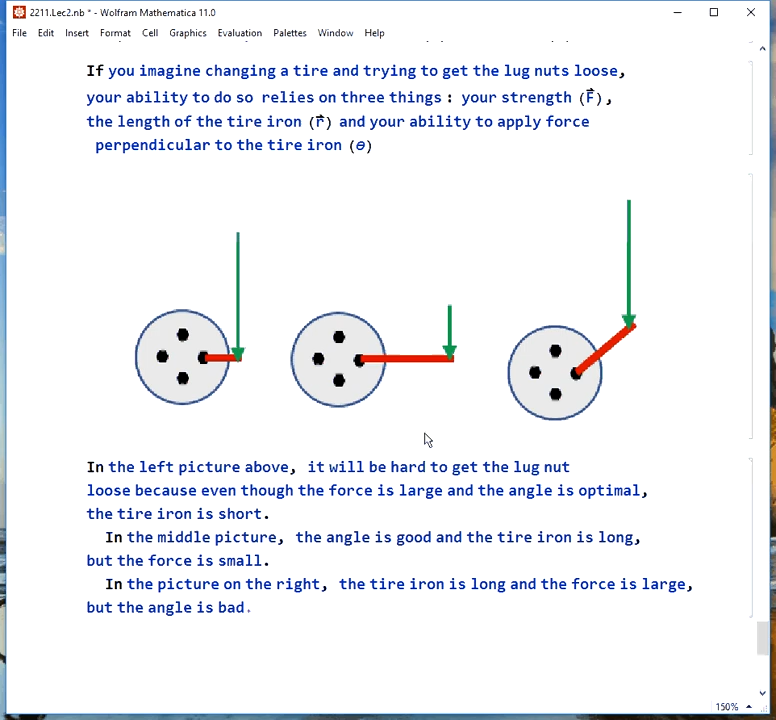 2211.Lec2.nb * - Wolfram Mathematica 11.0
File Edit Insert Format Cell Graphics Evaluation Palettes Window Help
If you imagine changing a tire and trying to get the lug nuts loose,
your ability to do so relies on three things : your strength (F⃗),
the length of the tire iron (r⃗) and your ability to apply force
perpendicular to the tire iron (θ)
In the left picture above, it will be hard to get the lug nut
loose because even though the force is large and the angle is optimal,
the tire iron is short.
In the middle picture, the angle is good and the tire iron is long,
but the force is small.
In the picture on the right, the tire iron is long and the force is large,
but the angle is bad.
150%